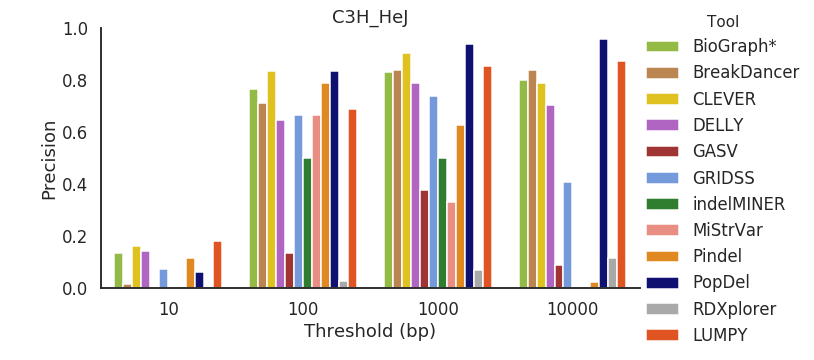 C3H_HeJ
Precision
1.0
0.8
0.6
0.4
0.2
0.0
10
100
1000
10000
Threshold (bp)
Tool
BioGraph*
BreakDancer
CLEVER
DELLY
GASV
GRIDSS
indelMINER
MiStrVar
Pindel
PopDel
RDXplorer
LUMPY